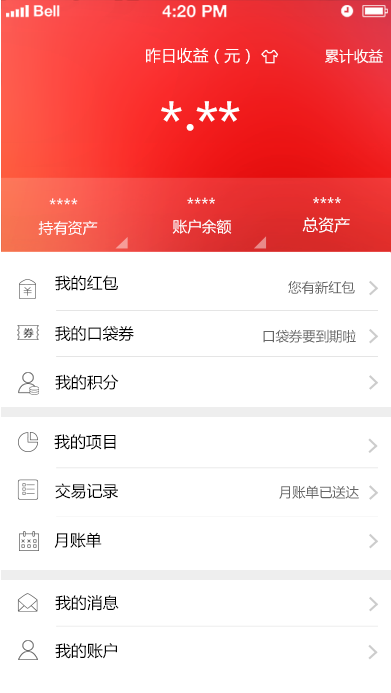 Bell 4:20 PM
昨日收益（元） 累计收益
*.**
**** **** ****
持有资产 账户余额 总资产
¥ 我的红包 您有新红包
券 我的口袋券 口袋券要到期啦
我的积分
我的项目
交易记录 月账单已送达
月账单
我的消息
我的账户